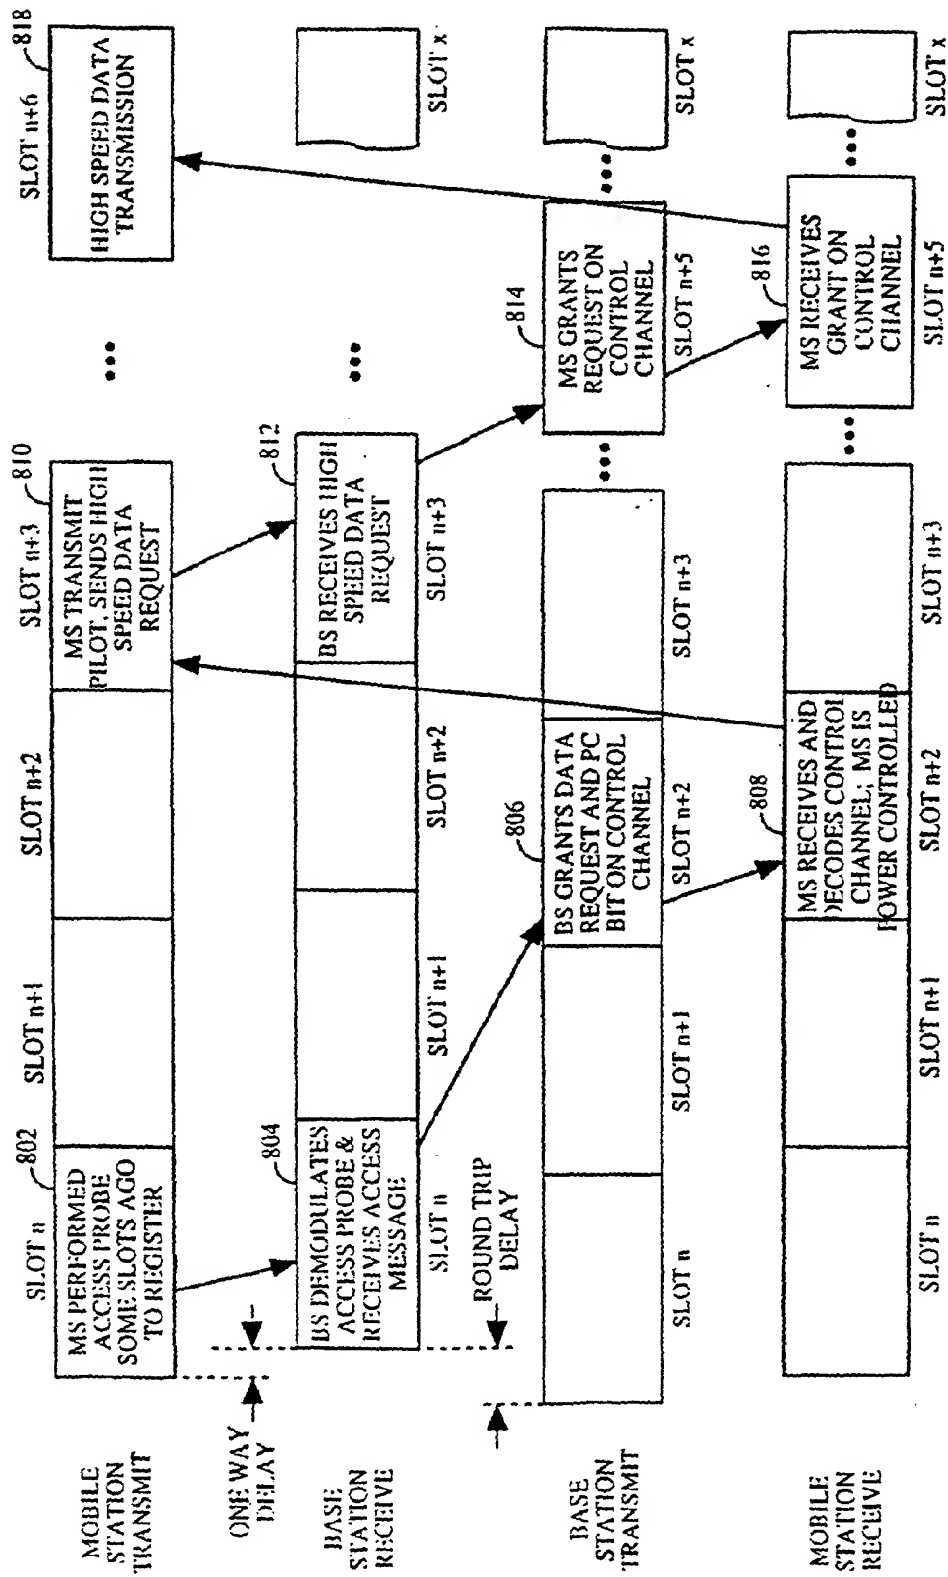 MOBILE
STATION
TRANSMIT
SLOT n
802
MS PERFORMED
ACCESS PROBE
SOME SLOTS AGO
TO REGISTER
SLOT n+1
SLOT n+2
SLOT n+3
810
MS TRANSMIT
PILOT, SENDS HIGH
SPEED DATA
REQUEST
•••
SLOT n+6
818
HIGH SPEED DATA
TRANSMISSION
ONE WAY
DELAY
BASE
STATION
RECEIVE
804
BS DEMODULATES
ACCESS PROBE &
RECEIVES ACCESS
MESSAGE
SLOT n
SLOT n+1
SLOT n+2
812
BS RECEIVES HIGH
SPEED DATA
REQUEST
SLOT n+3
•••
SLOT x
ROUND TRIP
DELAY
BASE
STATION
TRANSMIT
SLOT n
SLOT n+1
806
BS GRANTS DATA
REQUEST AND PC
BIT ON CONTROL
CHANNEL
SLOT n+2
SLOT n+3
•••
814
MS GRANTS
REQUEST ON
CONTROL
CHANNEL
SLOT n+5
•••
SLOT x
MOBILE
STATION
RECEIVE
SLOT n
SLOT n+1
808
MS RECEIVES AND
DECODES CONTROL
CHANNEL; MS IS
POWER CONTROLLED
SLOT n+2
SLOT n+3
•••
816
MS RECEIVES
GRANT ON
CONTROL
CHANNEL
SLOT n+5
•••
SLOT x